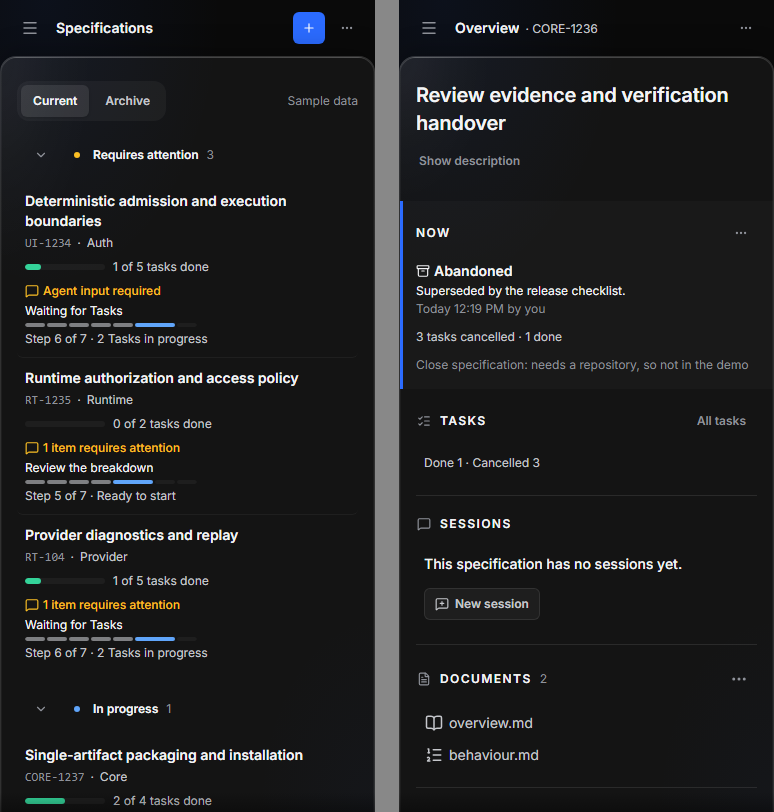 Specifications
Current
Archive
Sample data
Requires attention 3
Deterministic admission and execution
boundaries
UI-1234 · Auth
1 of 5 tasks done
Agent input required
Waiting for Tasks
Step 6 of 7 · 2 Tasks in progress
Runtime authorization and access policy
RT-1235 · Runtime
0 of 2 tasks done
1 item requires attention
Review the breakdown
Step 5 of 7 · Ready to start
Provider diagnostics and replay
RT-104 · Provider
1 of 5 tasks done
1 item requires attention
Waiting for Tasks
Step 6 of 7 · 2 Tasks in progress
In progress 1
Single-artifact packaging and installation
CORE-1237 · Core
2 of 4 tasks done
Overview · CORE-1236
Review evidence and verification
handover
Show description
NOW
Abandoned
Superseded by the release checklist.
Today 12:19 PM by you
3 tasks cancelled · 1 done
Close specification: needs a repository, so not in the demo
TASKS
All tasks
Done 1 · Cancelled 3
SESSIONS
This specification has no sessions yet.
New session
DOCUMENTS 2
overview.md
behaviour.md